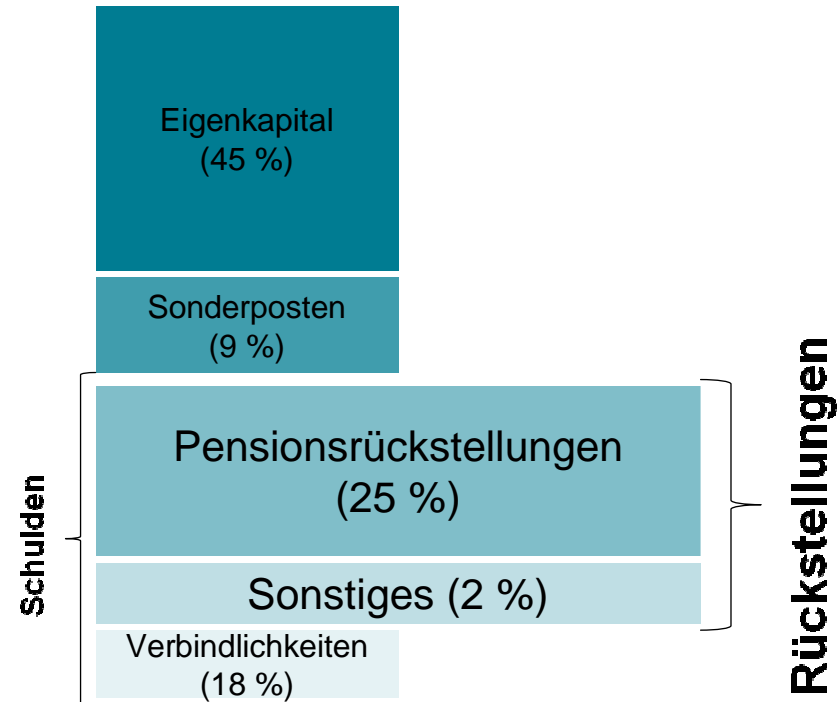 Eigenkapital
(45 %)
Sonderposten
(9 %)
Pensionsrückstellungen
(25 %)
Sonstiges (2 %)
Verbindlichkeiten
(18 %)
Schulden
Rückstellungen